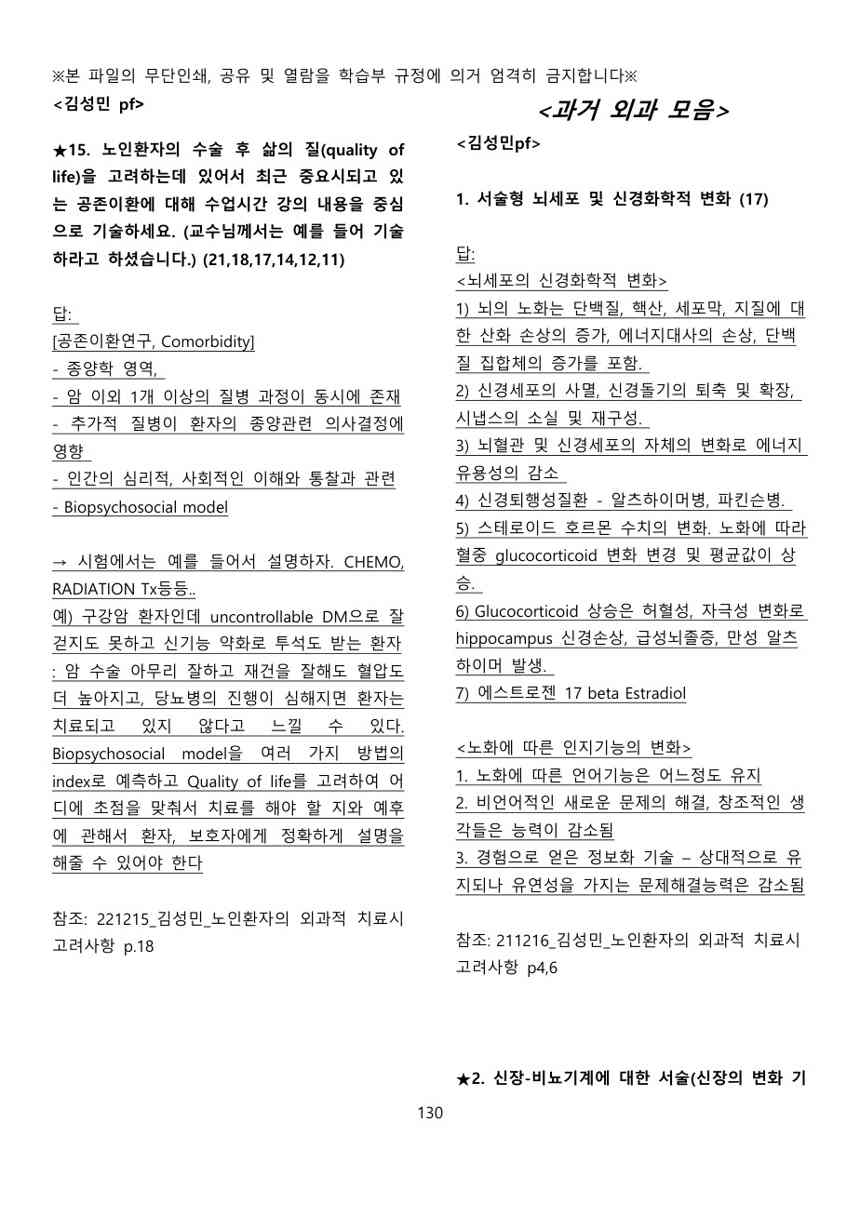 ※본 파일의 무단인쇄, 공유 및 열람을 학습부 규정에 의거 엄격히 금지합니다※
<김성민 pf>
★15. 노인환자의 수술 후 삶의 질(quality of
life)을 고려하는데 있어서 최근 중요시되고 있
는 공존이환에 대해 수업시간 강의 내용을 중심
으로 기술하세요. (교수님께서는 예를 들어 기술
하라고 하셨습니다.) (21,18,17,14,12,11)
답:
[공존이환연구, Comorbidity]
- 종양학 영역,
- 암 이외 1개 이상의 질병 과정이 동시에 존재
- 추가적 질병이 환자의 종양관련 의사결정에
영향
- 인간의 심리적, 사회적인 이해와 통찰과 관련
- Biopsychosocial model
→ 시험에서는 예를 들어서 설명하자. CHEMO,
RADIATION Tx등등..
예) 구강암 환자인데 uncontrollable DM으로 잘
걷지도 못하고 신기능 약화로 투석도 받는 환자
: 암 수술 아무리 잘하고 재건을 잘해도 혈압도
더 높아지고, 당뇨병의 진행이 심해지면 환자는
치료되고 있지 않다고 느낄 수 있다.
Biopsychosocial model을 여러 가지 방법의
index로 예측하고 Quality of life를 고려하여 어
디에 초점을 맞춰서 치료를 해야 할 지와 예후
에 관해서 환자, 보호자에게 정확하게 설명을
해줄 수 있어야 한다
참조: 221215_김성민_노인환자의 외과적 치료시
고려사항 p.18
<과거 외과 모음>
<김성민pf>
1. 서술형 뇌세포 및 신경화학적 변화 (17)
답:
<뇌세포의 신경화학적 변화>
1) 뇌의 노화는 단백질, 핵산, 세포막, 지질에 대
한 산화 손상의 증가, 에너지대사의 손상, 단백
질 집합체의 증가를 포함.
2) 신경세포의 사멸, 신경돌기의 퇴축 및 확장,
시냅스의 소실 및 재구성.
3) 뇌혈관 및 신경세포의 자체의 변화로 에너지
유용성의 감소
4) 신경퇴행성질환 - 알츠하이머병, 파킨슨병.
5) 스테로이드 호르몬 수치의 변화. 노화에 따라
혈중 glucocorticoid 변화 변경 및 평균값이 상
승.
6) Glucocorticoid 상승은 허혈성, 자극성 변화로
hippocampus 신경손상, 급성뇌졸증, 만성 알츠
하이머 발생.
7) 에스트로젠 17 beta Estradiol
<노화에 따른 인지기능의 변화>
1. 노화에 따른 언어기능은 어느정도 유지
2. 비언어적인 새로운 문제의 해결, 창조적인 생
각들은 능력이 감소됨
3. 경험으로 얻은 정보화 기술 – 상대적으로 유
지되나 유연성을 가지는 문제해결능력은 감소됨
참조: 211216_김성민_노인환자의 외과적 치료시
고려사항 p4,6
★2. 신장-비뇨기계에 대한 서술(신장의 변화 기
130